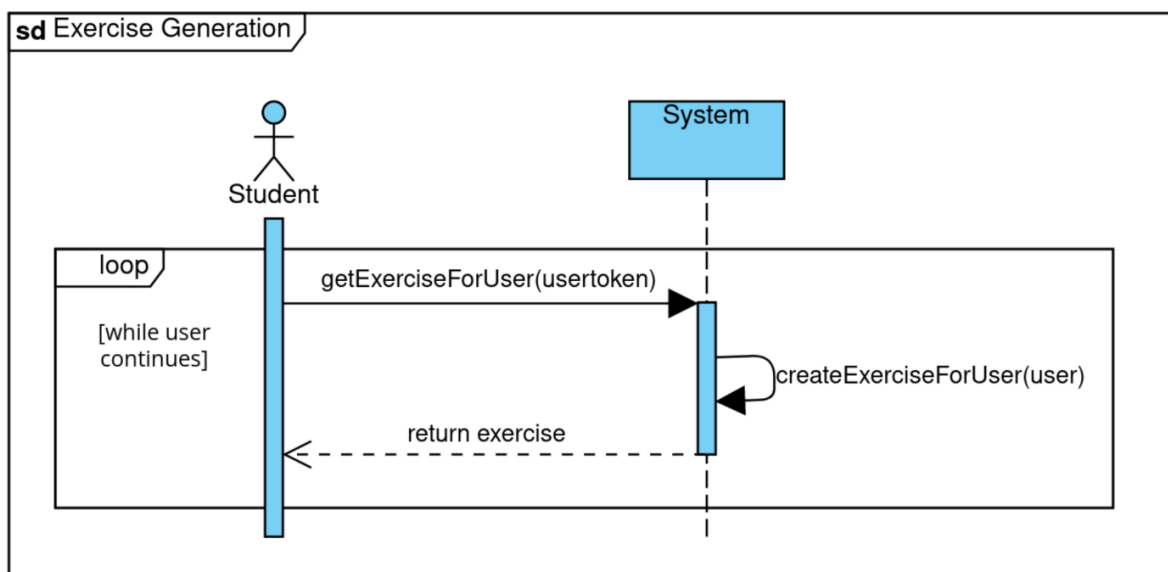 sd Exercise Generation
System
Student
loop
getExerciseForUser(usertoken)
[while user
continues]
createExerciseForUser(user)
return exercise